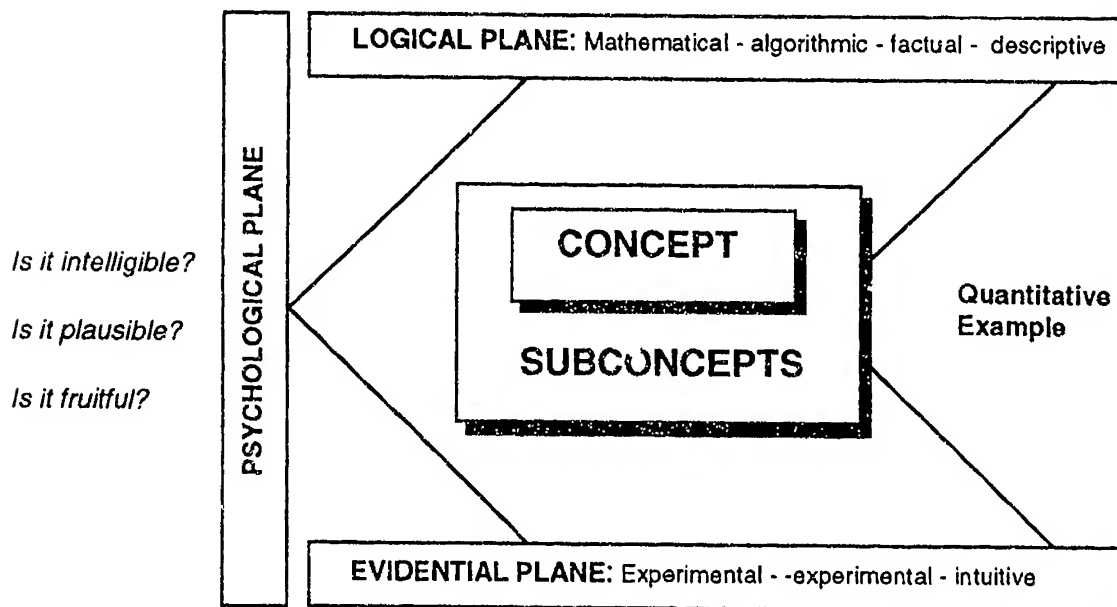 LOGICAL PLANE: Mathematical - algorithmic - factual - descriptive
PSYCHOLOGICAL PLANE
Is it intelligible?
Is it plausible?
Is it fruitful?
CONCEPT
SUBCONCEPTS
Quantitative
Example
EVIDENTIAL PLANE: Experimental - -experimental - intuitive